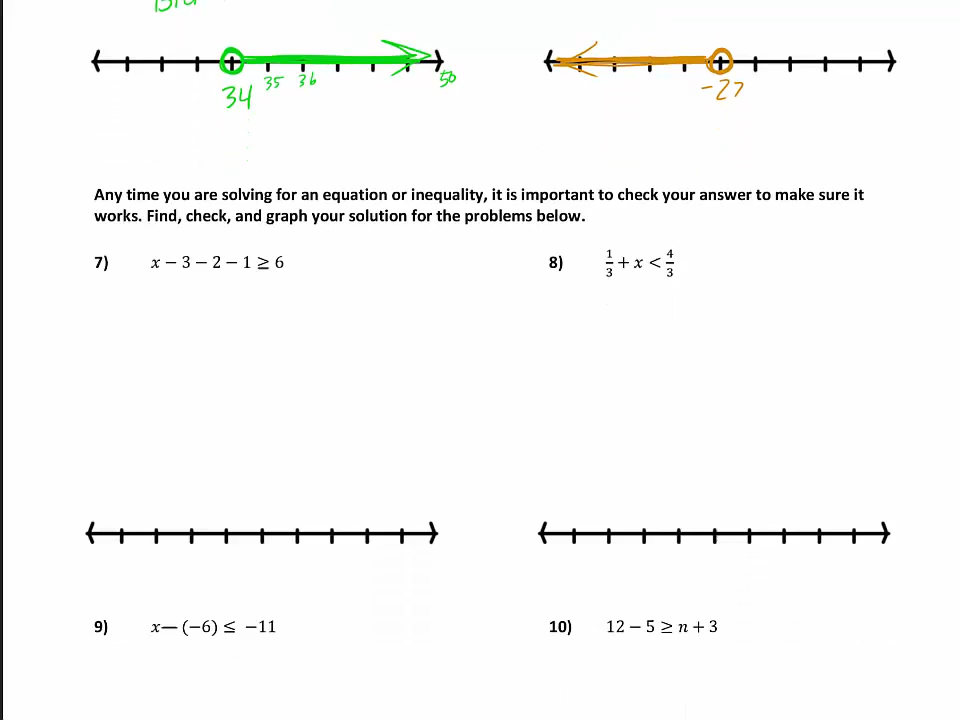 34 35 36 50
-27
Any time you are solving for an equation or inequality, it is important to check your answer to make sure it
works. Find, check, and graph your solution for the problems below.
7) x − 3 − 2 − 1 ≥ 6
8) 1/3 + x < 4/3
9) x— (−6) ≤ −11
10) 12 − 5 ≥ n + 3